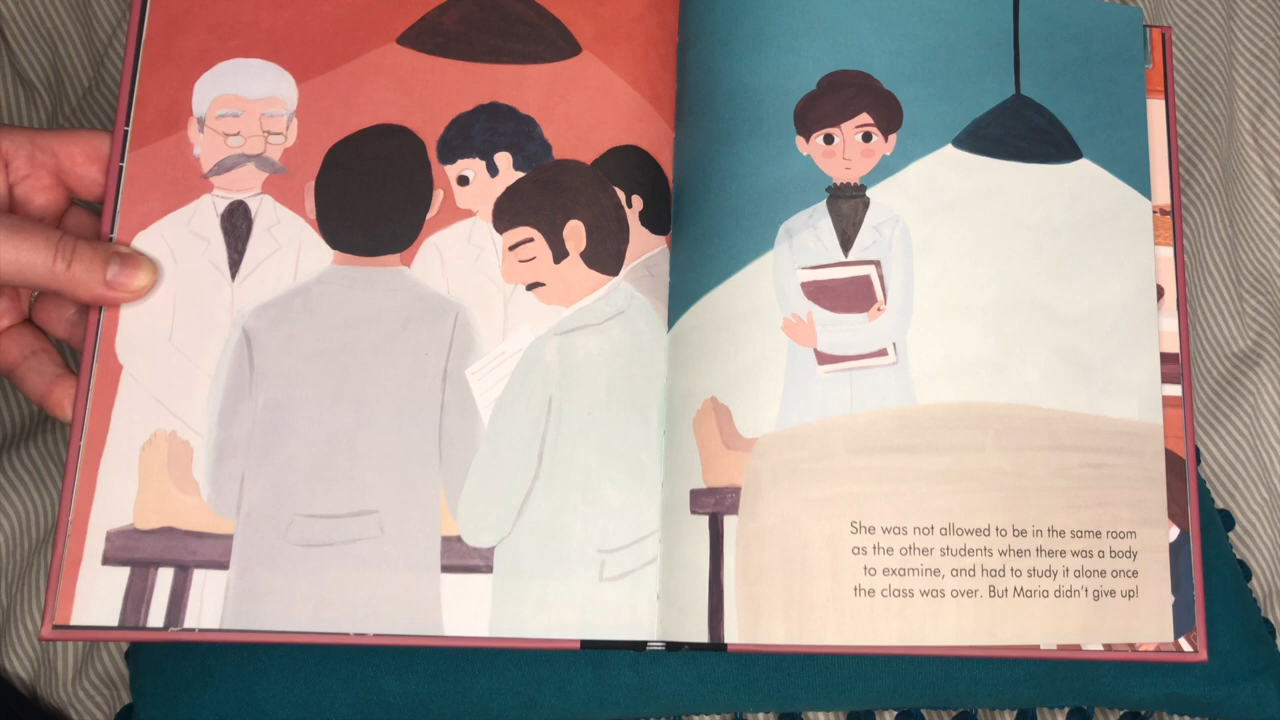 She was not allowed to be in the same room
as the other students when there was a body
to examine, and had to study it alone once
the class was over. But Maria didn't give up!